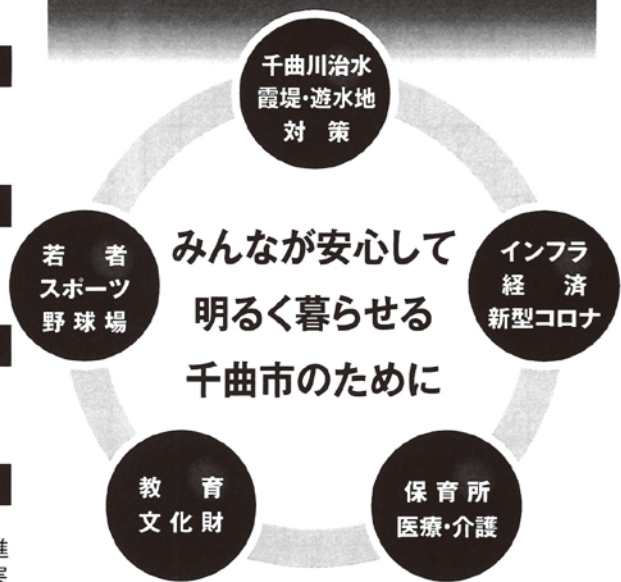 千曲川治水
霞堤・遊水地
対　策
若　者
スポーツ
野球場
みんなが安心して
明るく暮らせる
千曲市のために
インフラ
経　済
新型コロナ
教　育
文化財
保育所
医療・介護
進